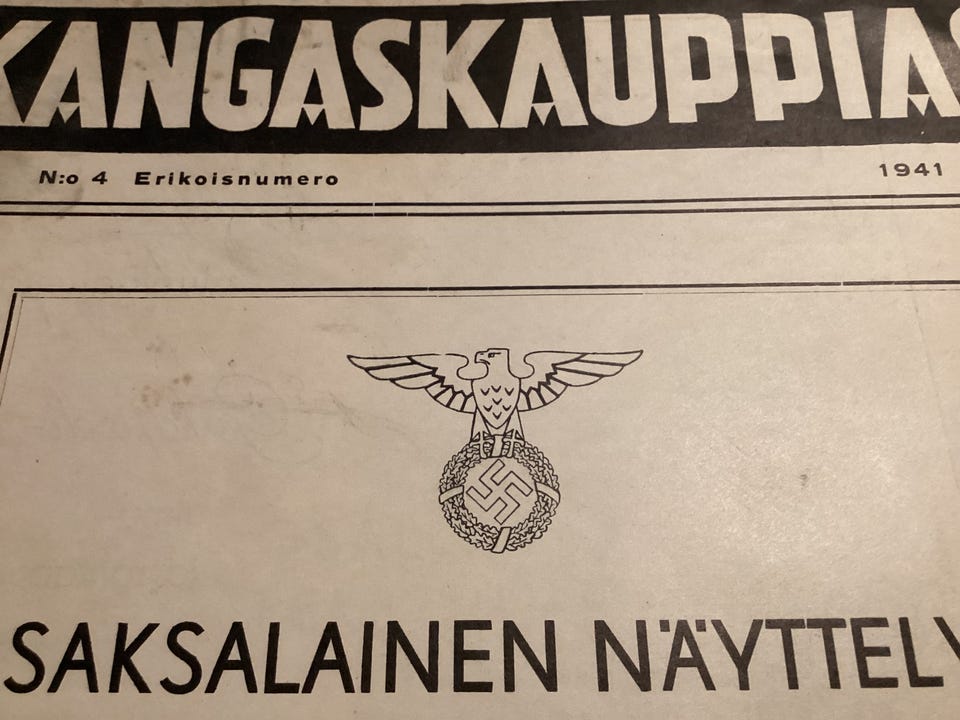 KANGASKAUPPIAS
N:o 4 Erikoisnumero 1941
SAKSALAINEN NÄYTTELY